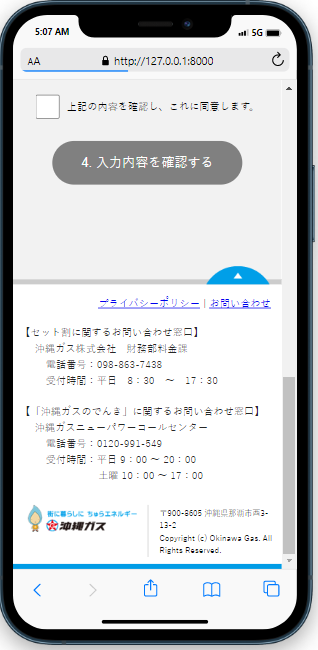 5:07 AM
5G
AA
http://127.0.0.1:8000
上記の内容を確認し、これに同意します。
4. 入力内容を確認する
プライバシーポリシー | お問い合わせ
【セット割に関するお問い合わせ窓口】
沖縄ガス株式会社 財務部料金課
電話番号：098-863-7438
受付時間：平日 8：30 ～ 17：30
【「沖縄ガスのでんき」に関するお問い合わせ窓口】
沖縄ガスニューパワーコールセンター
電話番号：0120-991-549
受付時間：平日 9：00 ～ 20：00
土曜 10：00 ～ 17：00
街に暮らしに ちゅらエネルギー
沖縄ガス
〒900-8605 沖縄県那覇市西3-
13-2
Copyright (c) Okinawa Gas. All
Rights Reserved.